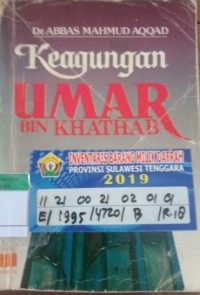 Dr. ABBAS MAHMUD AQQAD
Keagungan
UMAR
BIN KHATHAB
INVENTARIS BARANG MILIK DAERAH
PROVINSI SULAWESI TENGGARA
2019
11 21 00 21 02 01 01
E/1995/4720/B /R.10